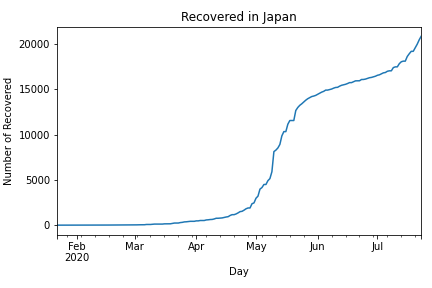 Recovered in Japan
Number of Recovered
20000
15000
10000
5000
0
Feb Mar Apr May Jun Jul
2020
Day